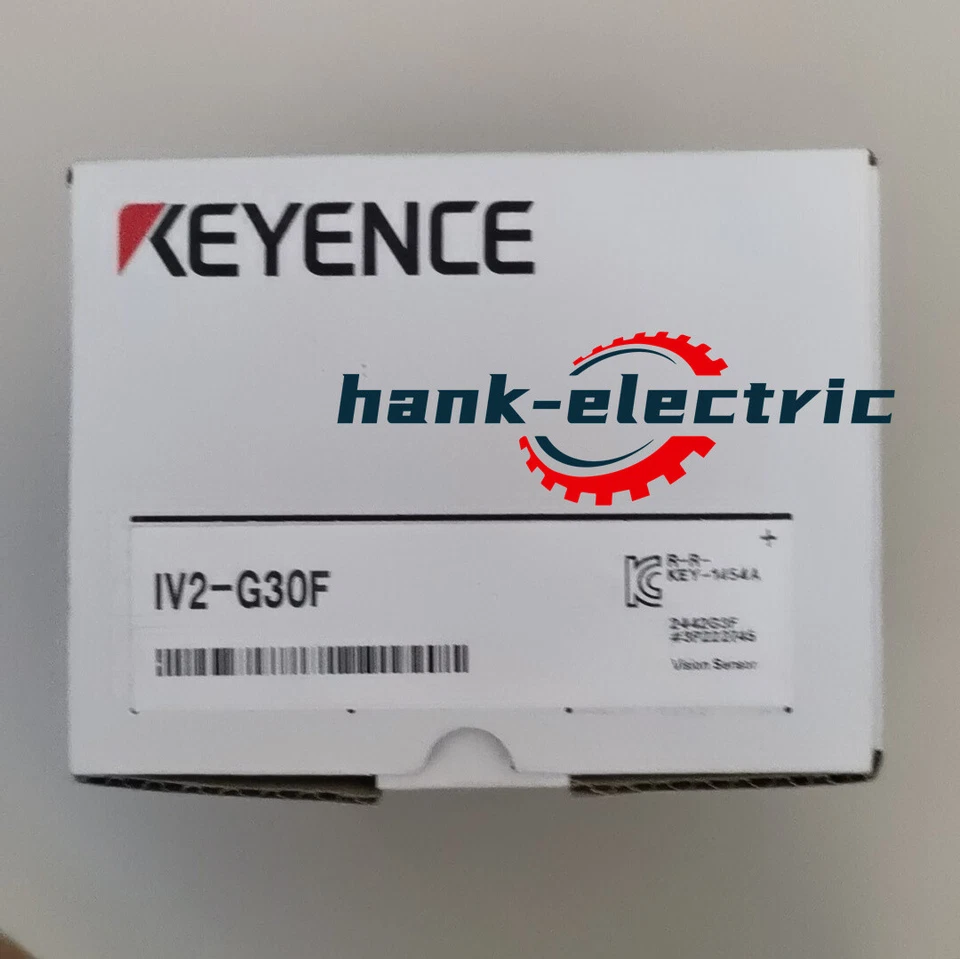 KEYENCE
hank-electric
IV2-G30F
R-R-
KEY-1454A
2442G3F
Vision Sensor